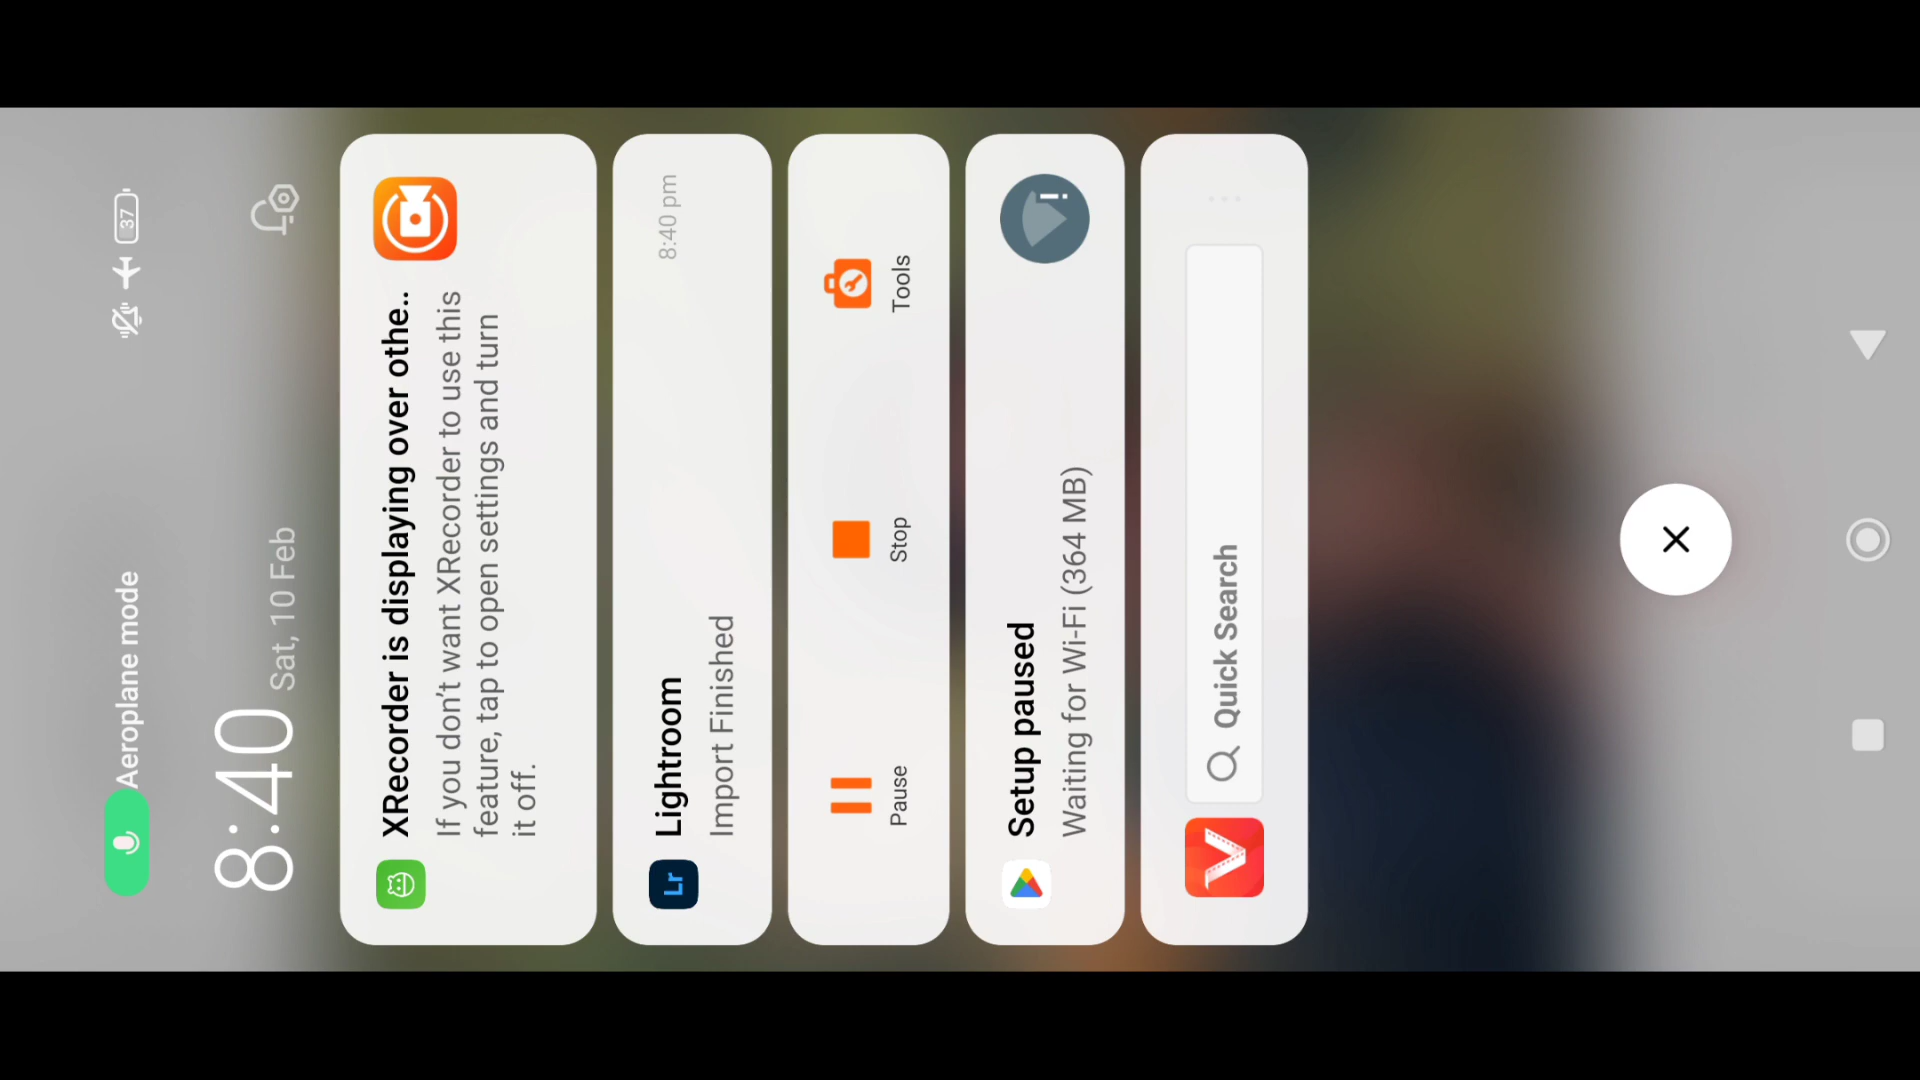 Aeroplane mode
37
8:40 Sat, 10 Feb
XRecorder is displaying over othe..
If you don't want XRecorder to use this
feature, tap to open settings and turn
it off.
Lightroom
8:40 pm
Import Finished
Lr
Pause
Stop
Tools
Setup paused
Waiting for Wi-Fi (364 MB)
Quick Search